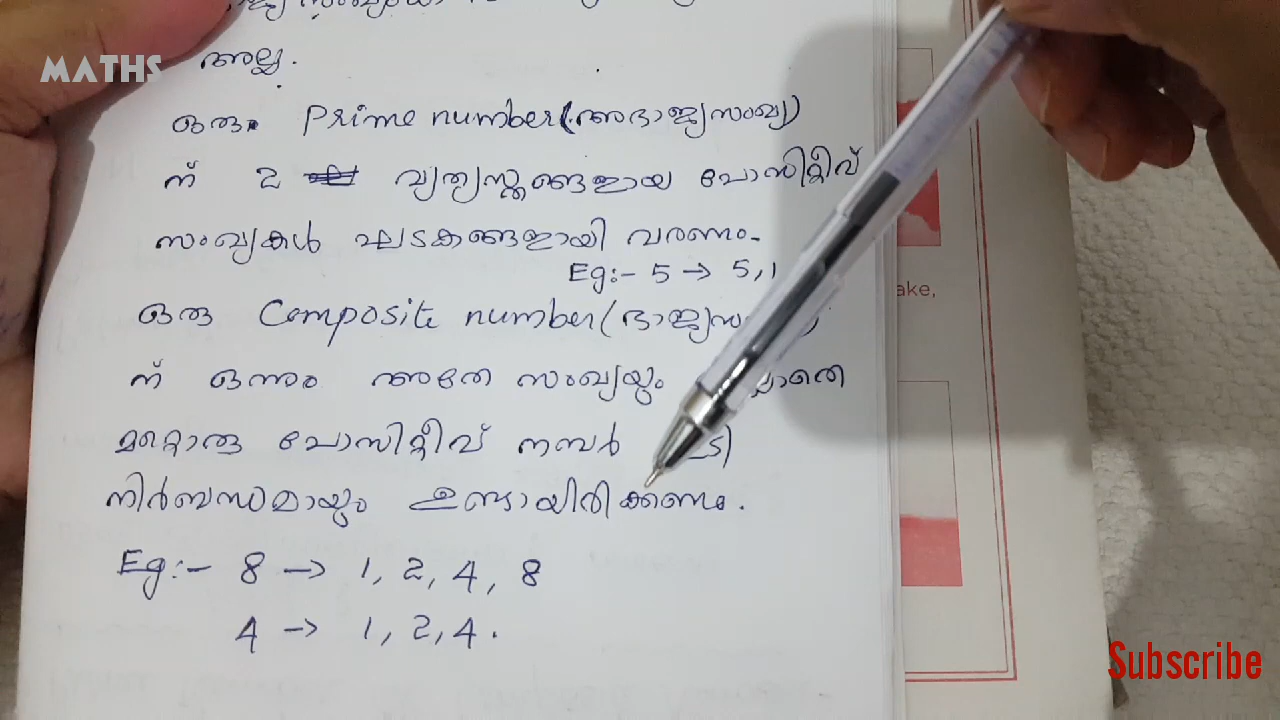 MATHS
അല്ല.
ഒരു Prime number (അഭാജ്യസംഖ്യ)
ന് 2 വ്യത്യസ്തങ്ങളായ പോസിറ്റീവ്
സംഖ്യകൾ ഘടകങ്ങളായി വരണം.
Eg:- 5 → 5, 1
ഒരു Composite number (ഭാജ്യസം
ന് ഒന്നും അതേ സംഖ്യയും
മറ്റൊരു പോസിറ്റീവ് നമ്പർ
നിർബന്ധമായും ഉണ്ടായിരിക്കണം.
Eg:- 8 → 1, 2, 4, 8
4 → 1, 2, 4.
ake,
Subscribe